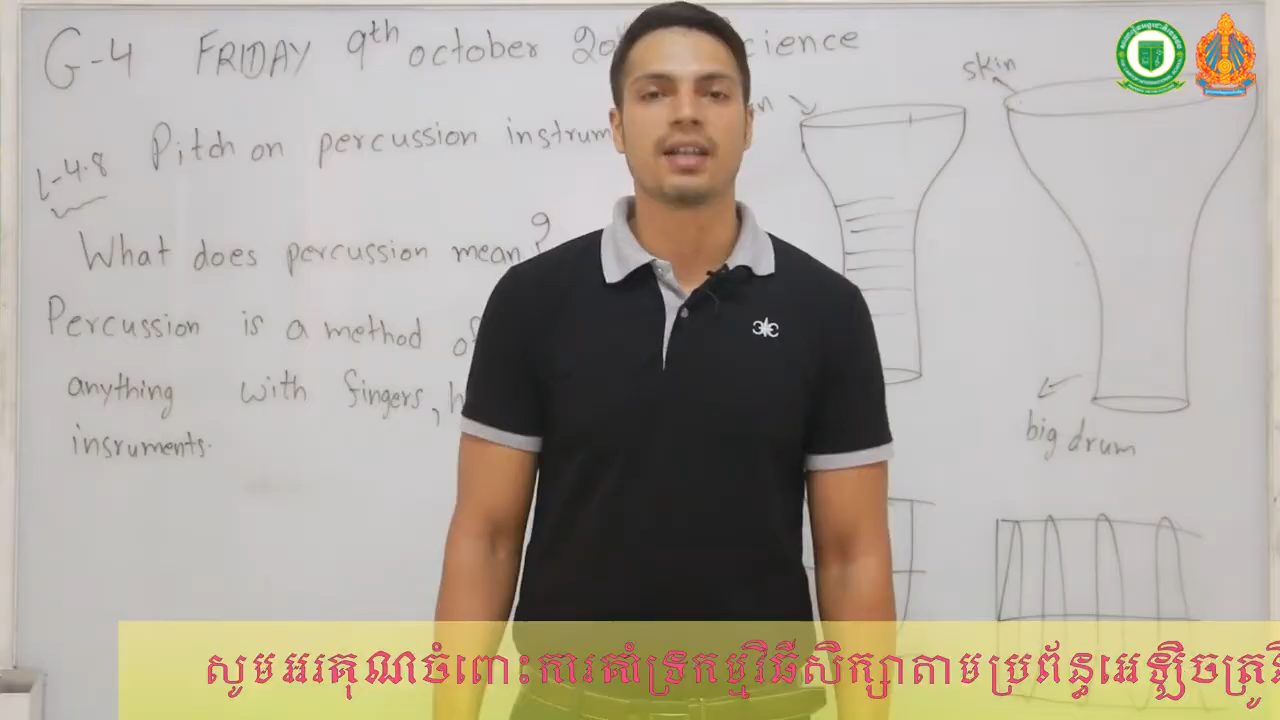 G-4 FRIDAY 9th october Science
L-4.8 Pitch on percussion instrum
skin
What does percussion mean?
Percussion is a method of
anything with fingers, h
insruments.
big drum
សូមអរគុណចំពោះការគាំទ្រកម្មវិធីសិក្សាតាមប្រព័ន្ធអេឡិចត្រូនិ